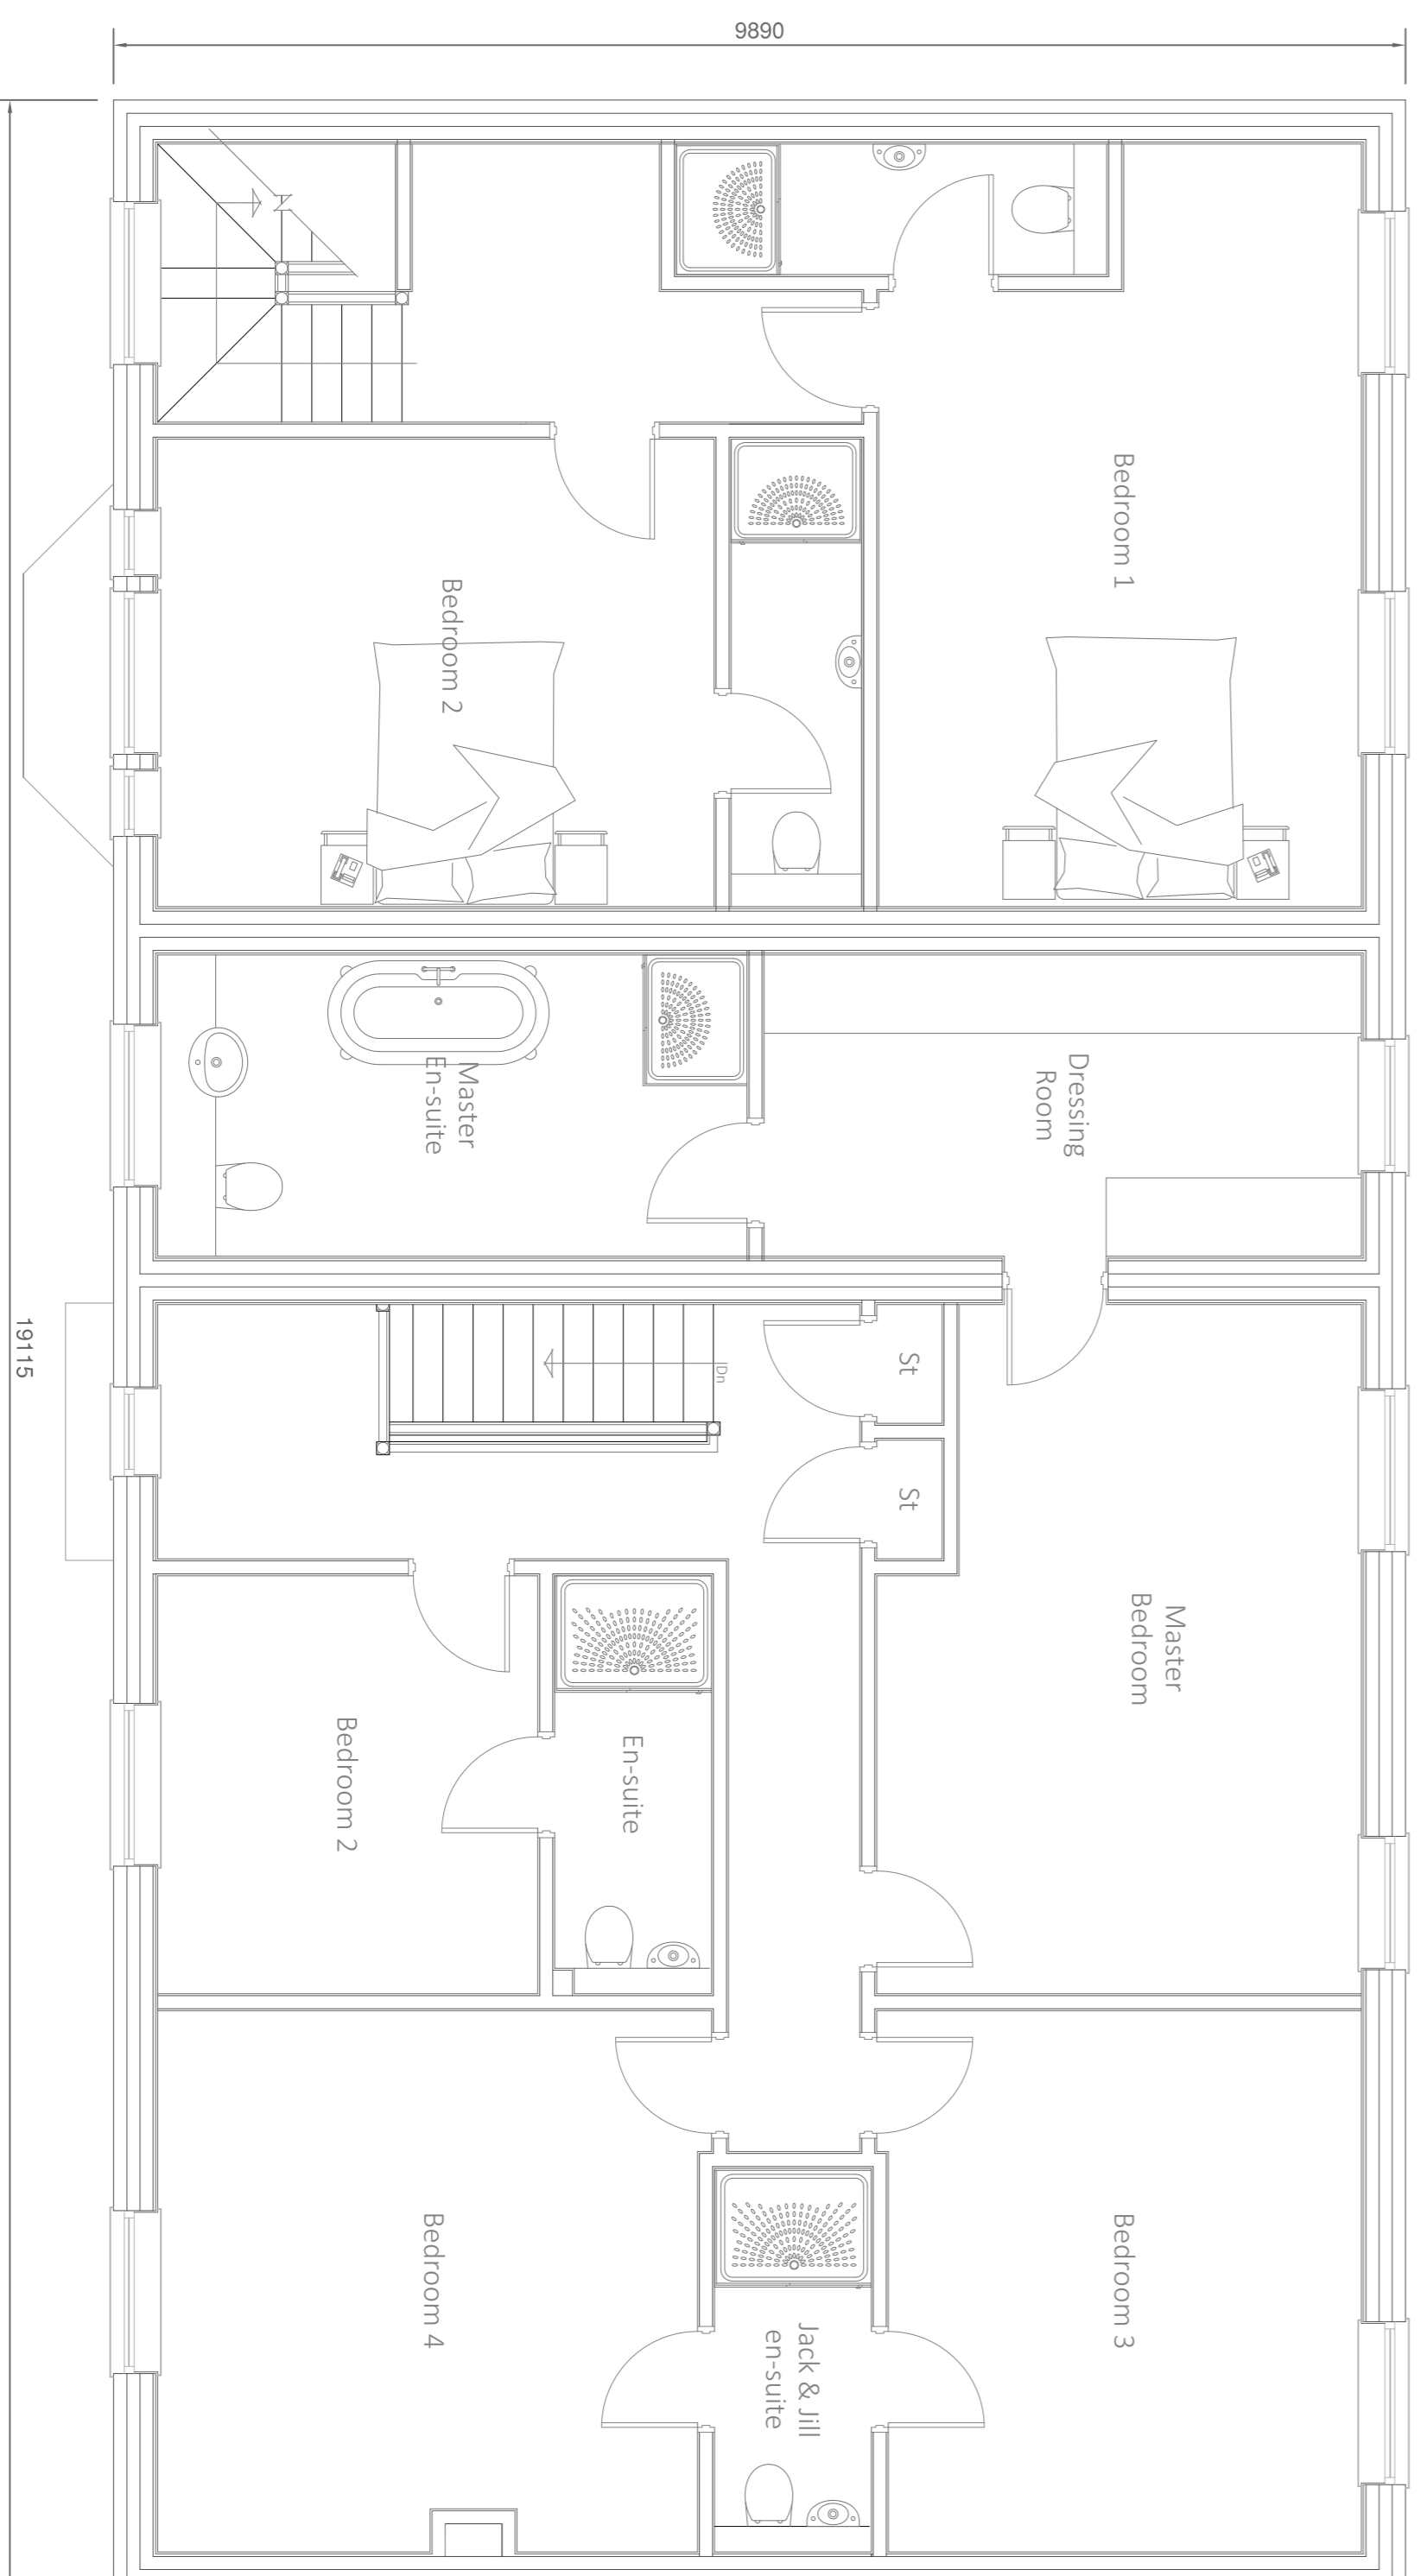 9890
19115
Bedroom 1
Bedroom 2
Dressing
Room
Master
En-suite
St
St
Dn
Master
Bedroom
En-suite
Bedroom 2
Bedroom 3
Jack & Jill
en-suite
Bedroom 4